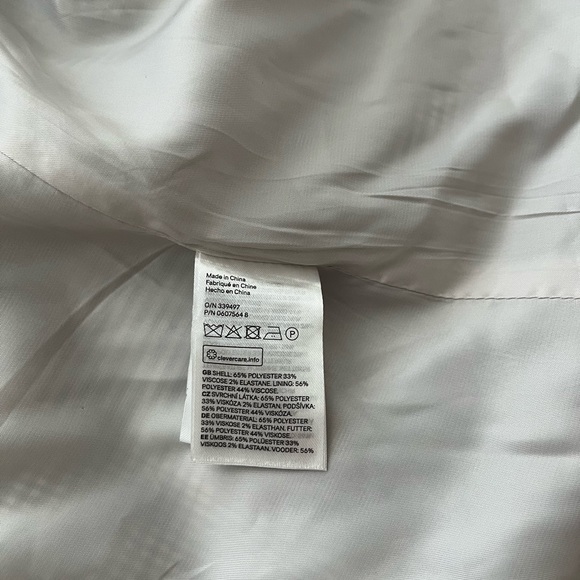 Made in China
Fabriqué en Chine
Hecho en China
O/N 339497
P/N 0607564 8
clevercare.info
GB SHELL: 65% POLYESTER 33%
VISCOSE 2% ELASTANE. LINING: 56%
POLYESTER 44% VISCOSE.
CZ SVRCHNÍ LÁTKA: 65% POLYESTER
33% VISKÓZA 2% ELASTAN. PODŠÍVKA:
56% POLYESTER 44% VISKÓZA.
DE OBERMATERIAL: 65% POLYESTER
33% VISKOSE 2% ELASTHAN. FUTTER:
56% POLYESTER 44% VISKOSE.
EE ÜMBRIS: 65% POLÜESTER 33%
VISKOOS 2% ELASTAAN. VOODER: 56%